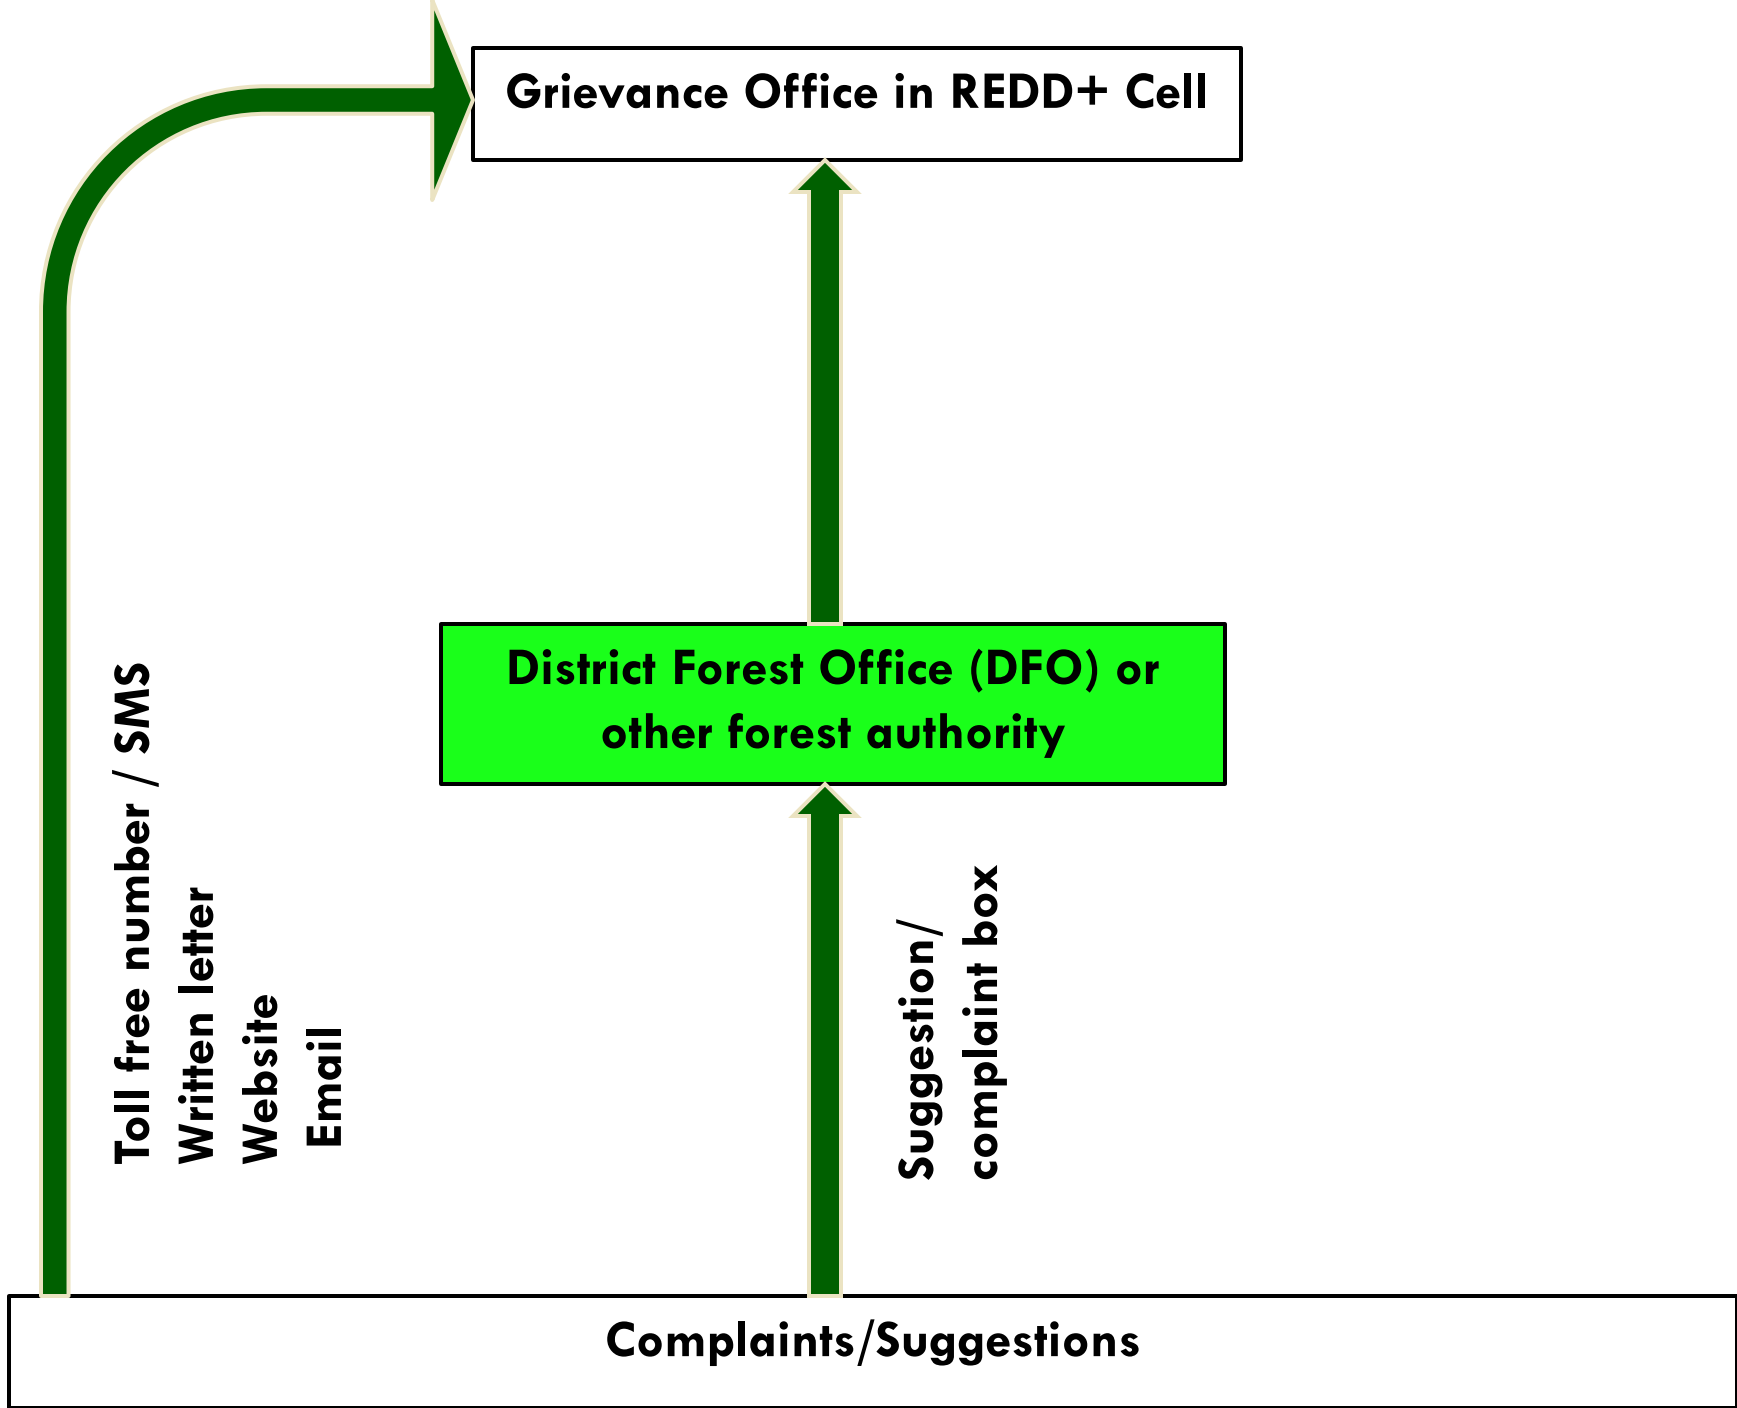 Grievance Office in REDD+ Cell
District Forest Office (DFO) or
other forest authority
Toll free number / SMS
Written letter
Website
Email
Suggestion/
complaint box
Complaints/Suggestions